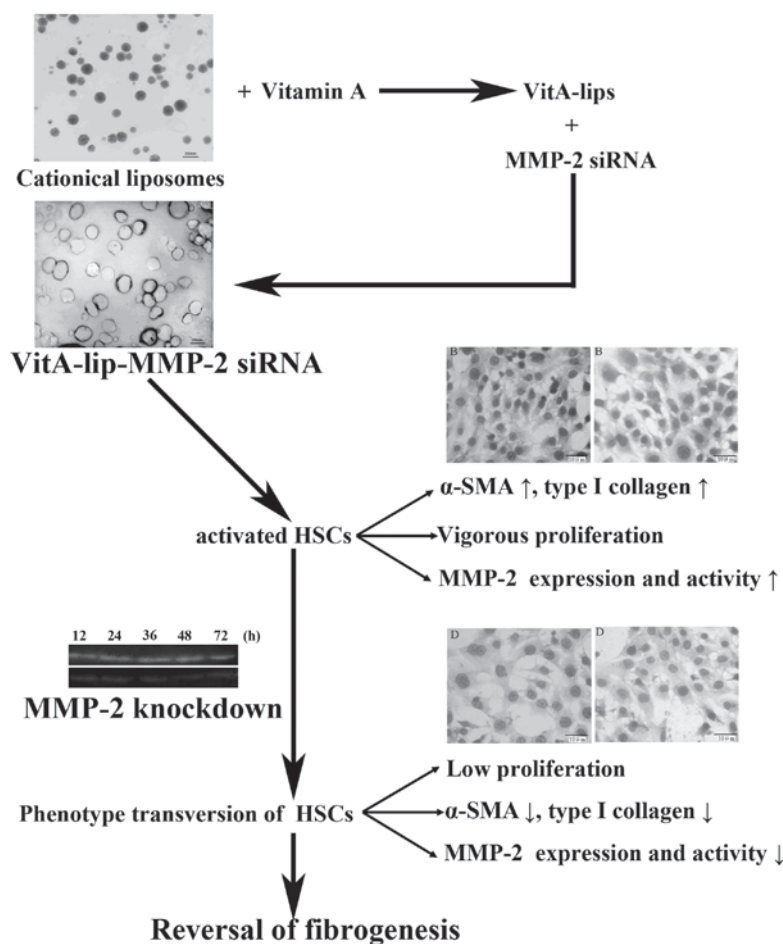 + Vitamin A
VitA-lips
+
MMP-2 siRNA
Cationical liposomes
VitA-lip-MMP-2 siRNA
B
B
α-SMA ↑, type I collagen ↑
activated HSCs
Vigorous proliferation
MMP-2 expression and activity ↑
12 24 36 48 72 (h)
MMP-2 knockdown
D
D
Low proliferation
Phenotype transversion of HSCs
α-SMA ↓, type I collagen ↓
MMP-2 expression and activity ↓
Reversal of fibrogenesis